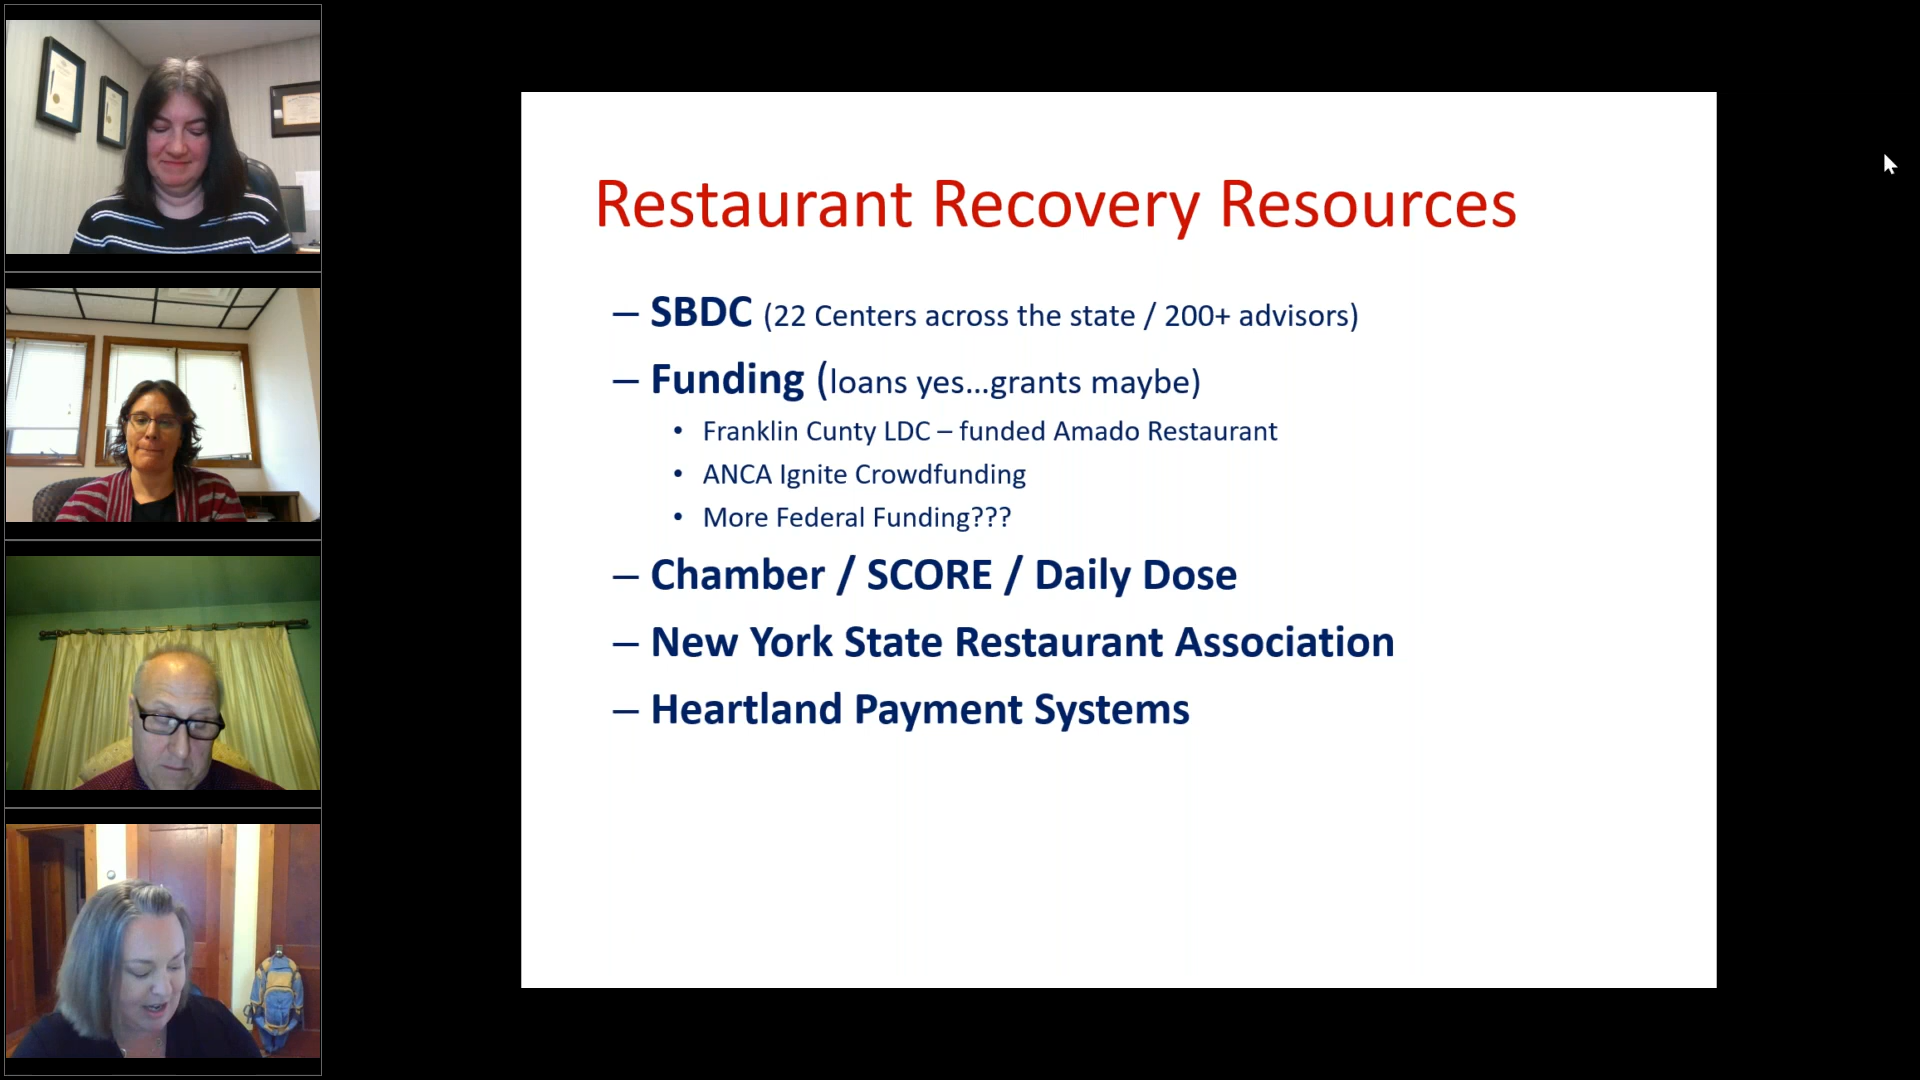 Restaurant Recovery Resources
– SBDC (22 Centers across the state / 200+ advisors)
– Funding (loans yes...grants maybe)
• Franklin Cunty LDC – funded Amado Restaurant
• ANCA Ignite Crowdfunding
• More Federal Funding???
– Chamber / SCORE / Daily Dose
– New York State Restaurant Association
– Heartland Payment Systems